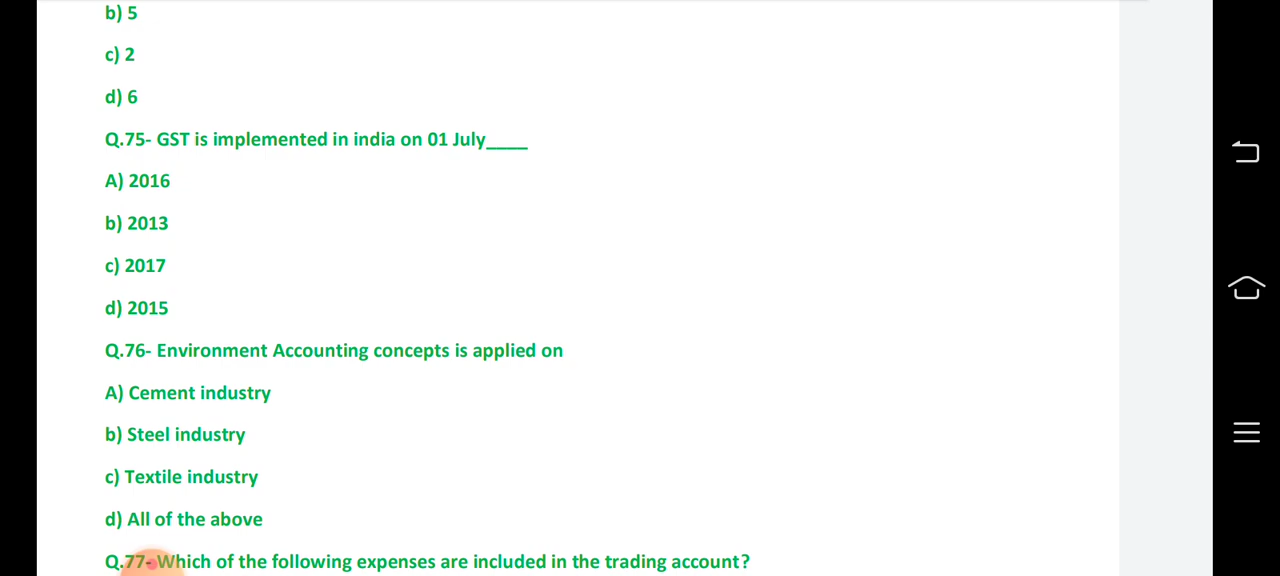 b) 5
c) 2
d) 6
Q.75- GST is implemented in india on 01 July____
A) 2016
b) 2013
c) 2017
d) 2015
Q.76- Environment Accounting concepts is applied on
A) Cement industry
b) Steel industry
c) Textile industry
d) All of the above
Q.77- Which of the following expenses are included in the trading account?